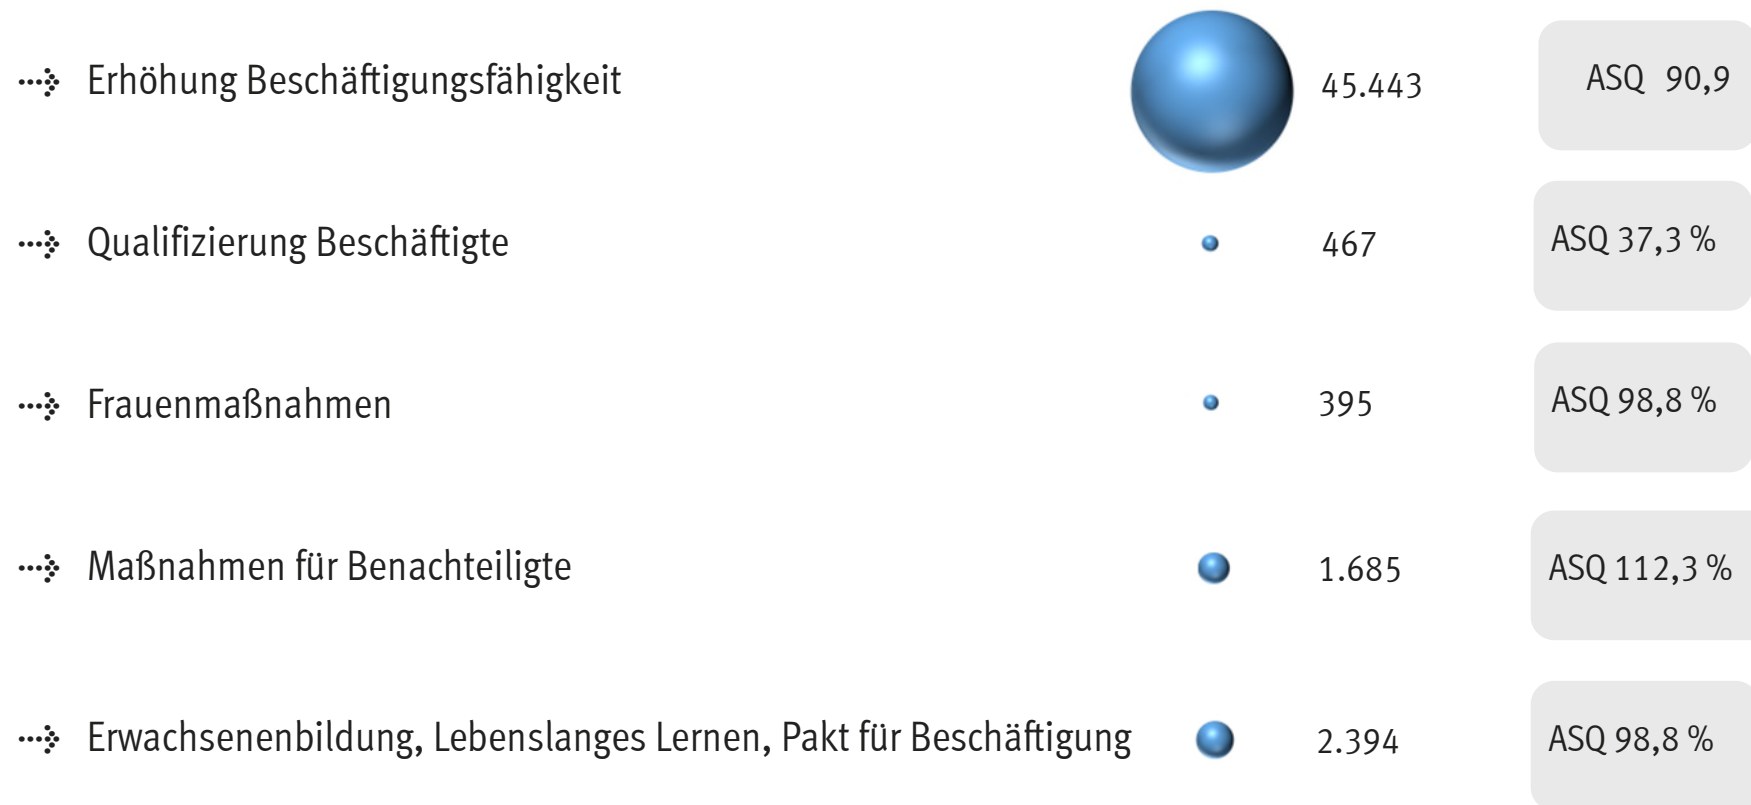 Erhöhung Beschäftigungsfähigkeit 45.443 ASQ 90,9
Qualifizierung Beschäftigte 467 ASQ 37,3 %
Frauenmaßnahmen 395 ASQ 98,8 %
Maßnahmen für Benachteiligte 1.685 ASQ 112,3 %
Erwachsenenbildung, Lebenslanges Lernen, Pakt für Beschäftigung 2.394 ASQ 98,8 %